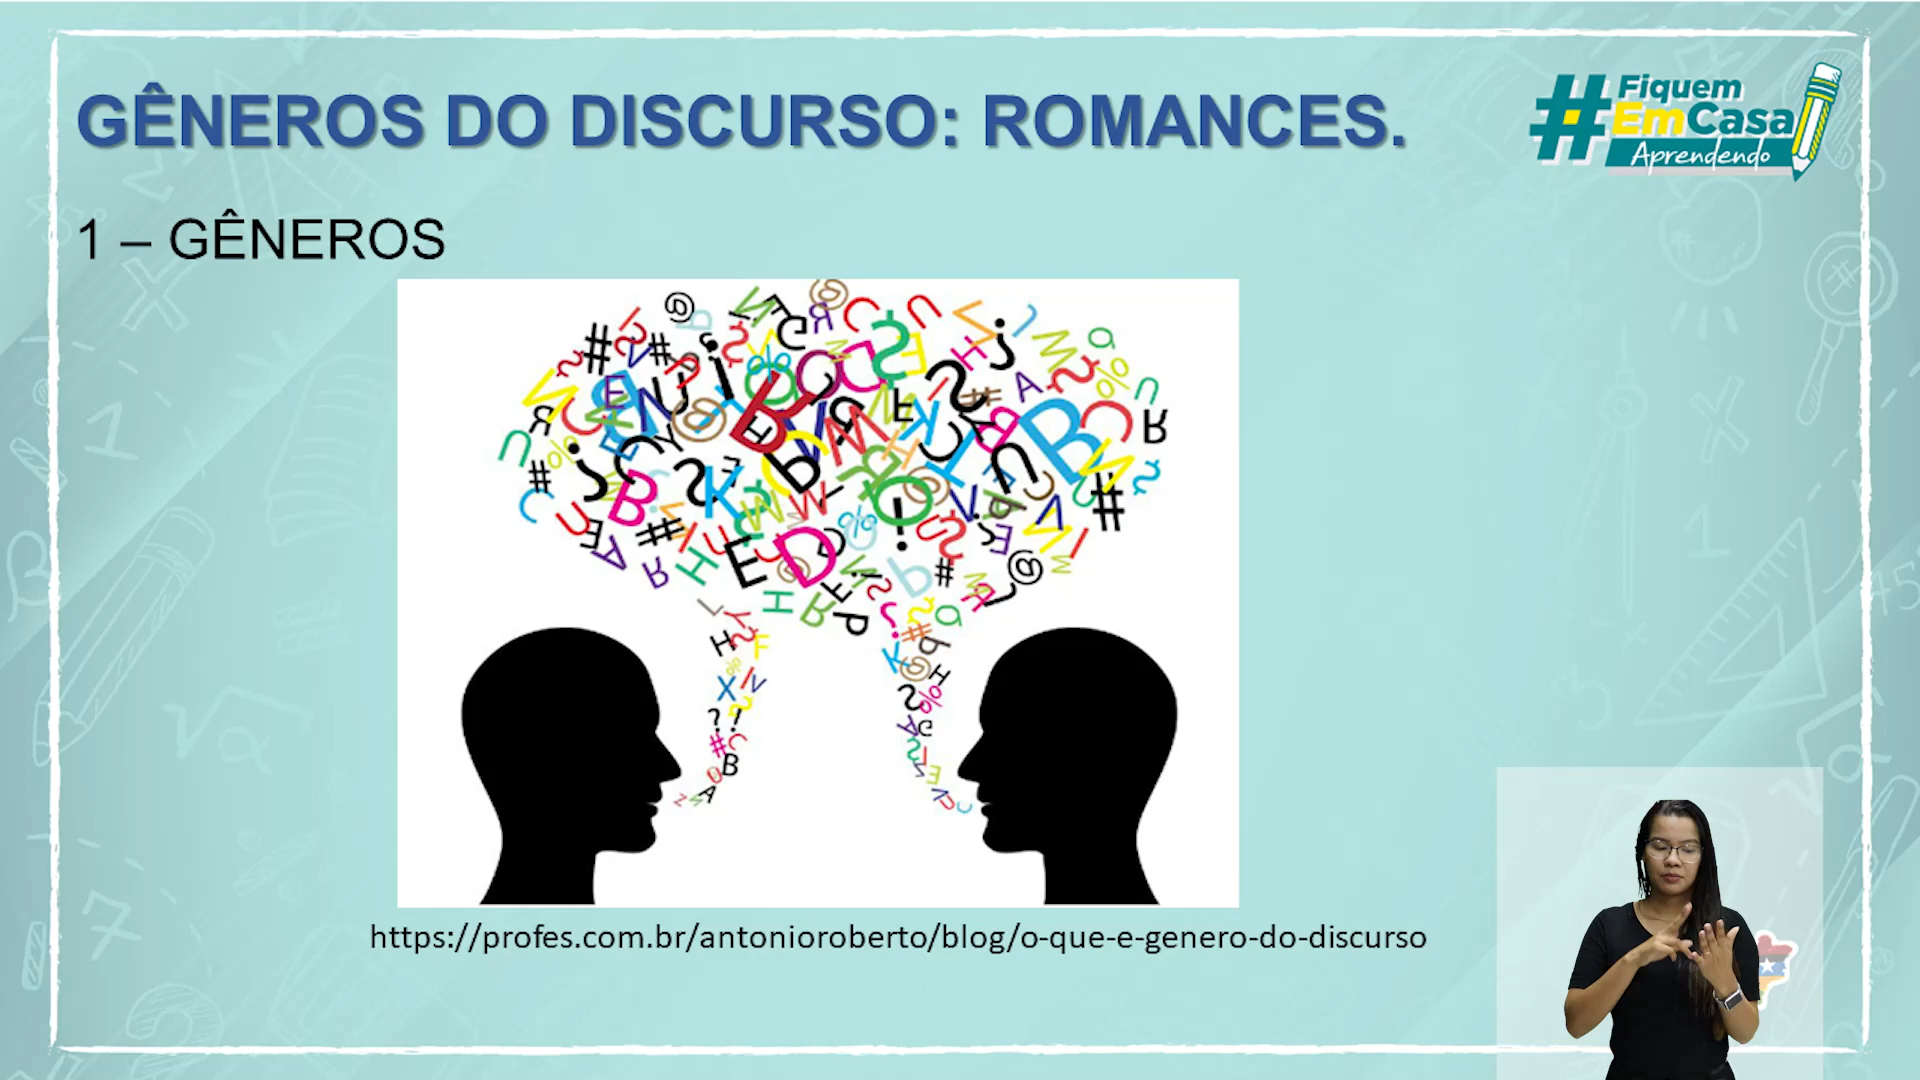 GÊNEROS DO DISCURSO: ROMANCES.
#Fiquem
EmCasa
Aprendendo
1 – GÊNEROS
https://profes.com.br/antonioroberto/blog/o-que-e-genero-do-discurso